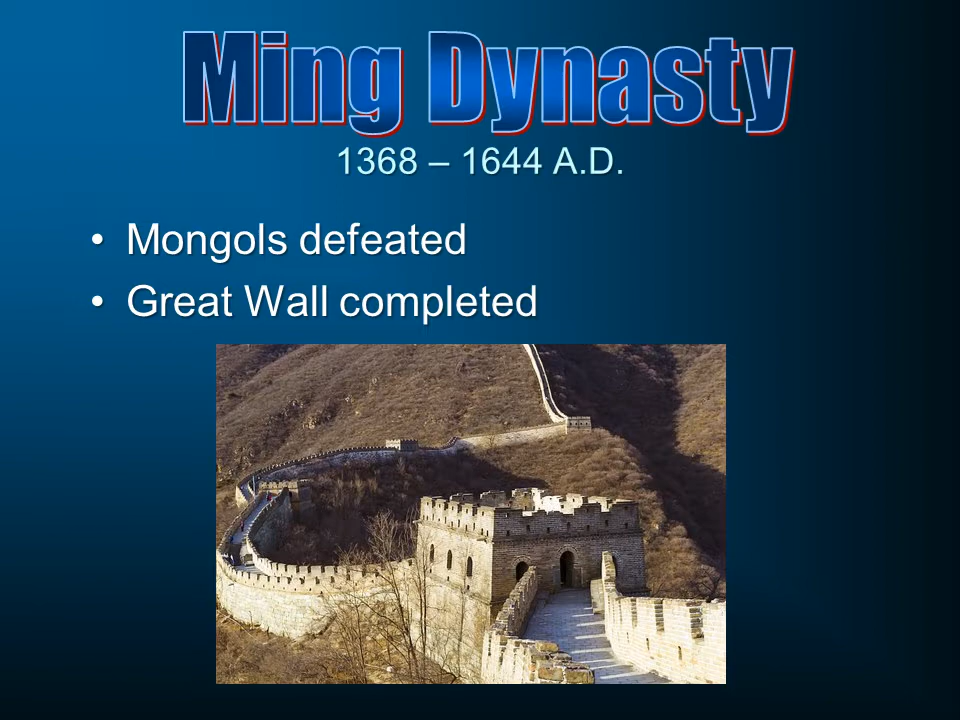 Ming Dynasty
1368 – 1644 A.D.
• Mongols defeated
• Great Wall completed